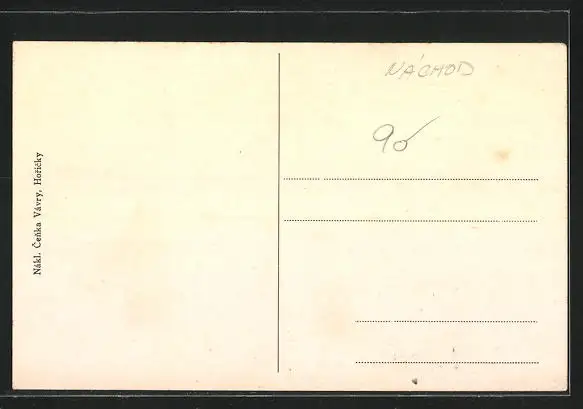 Nákl. Čeňka Vávry, Hořičky
NÁCHOD
90